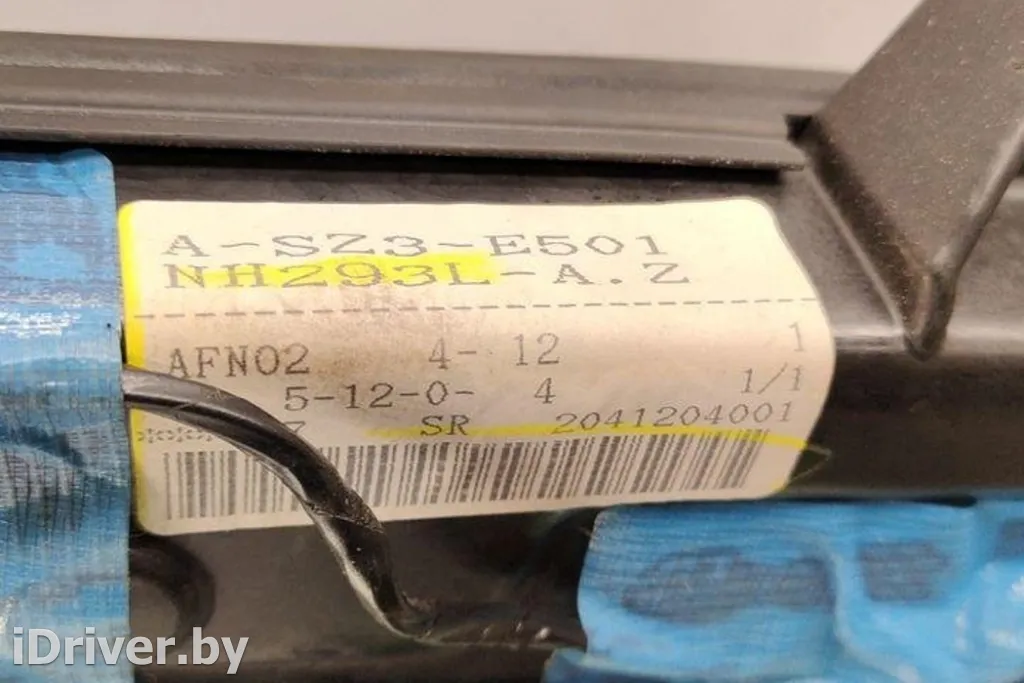 A-SZ3-E501
NH293L-A.Z
AFN02 4- 12 1
5-12-0- 4 1/1
SR 2041204001
iDriver.by